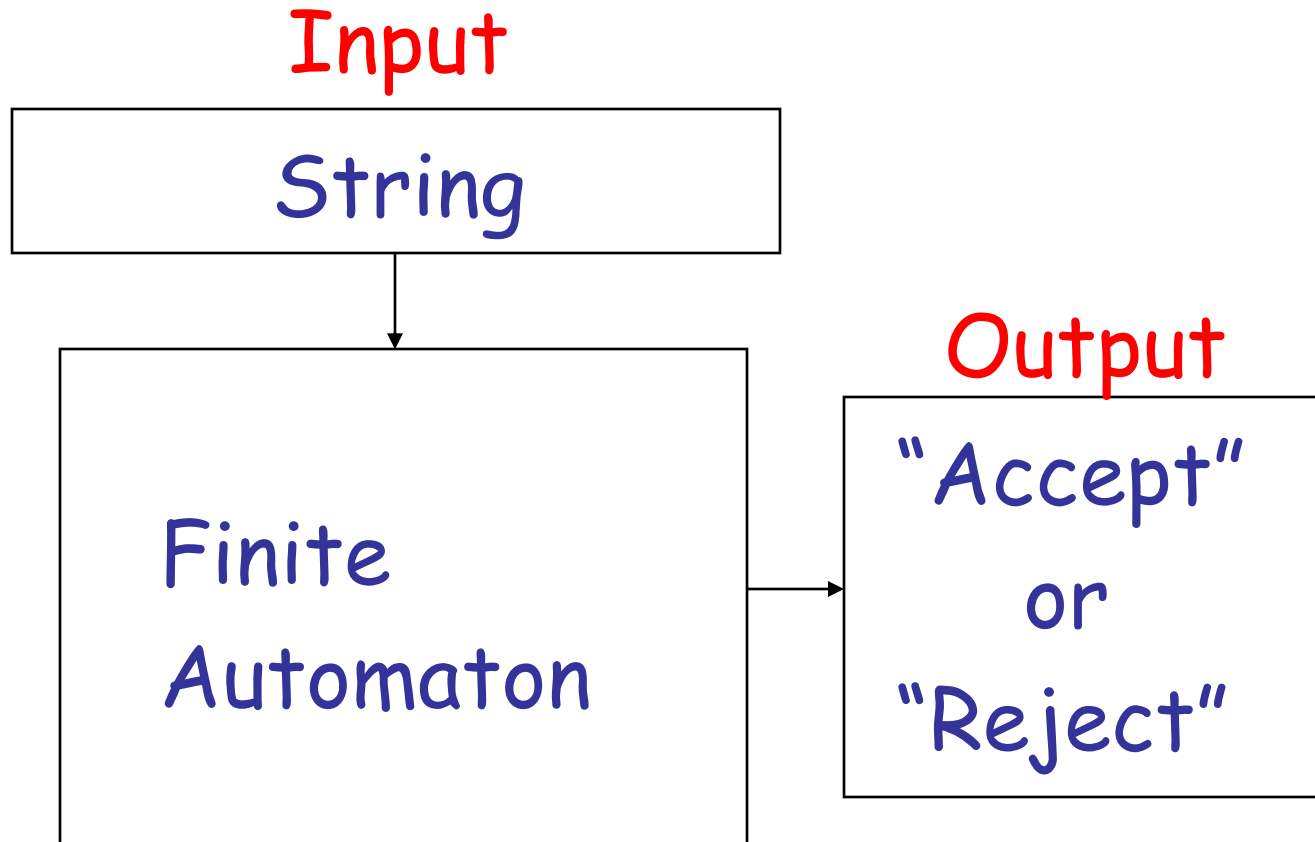 Input
String
Finite
Automaton
Output
“Accept”
or
“Reject”